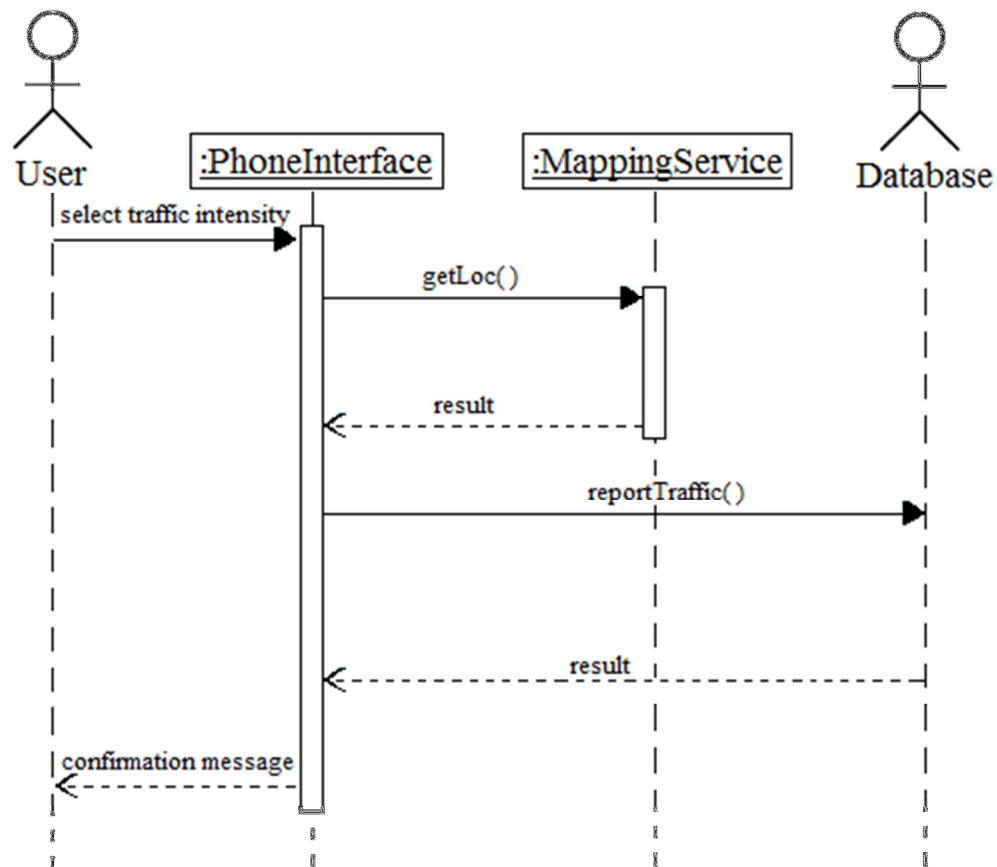 User
:PhoneInterface
:MappingService
Database
select traffic intensity
getLoc( )
result
reportTraffic( )
result
confirmation message